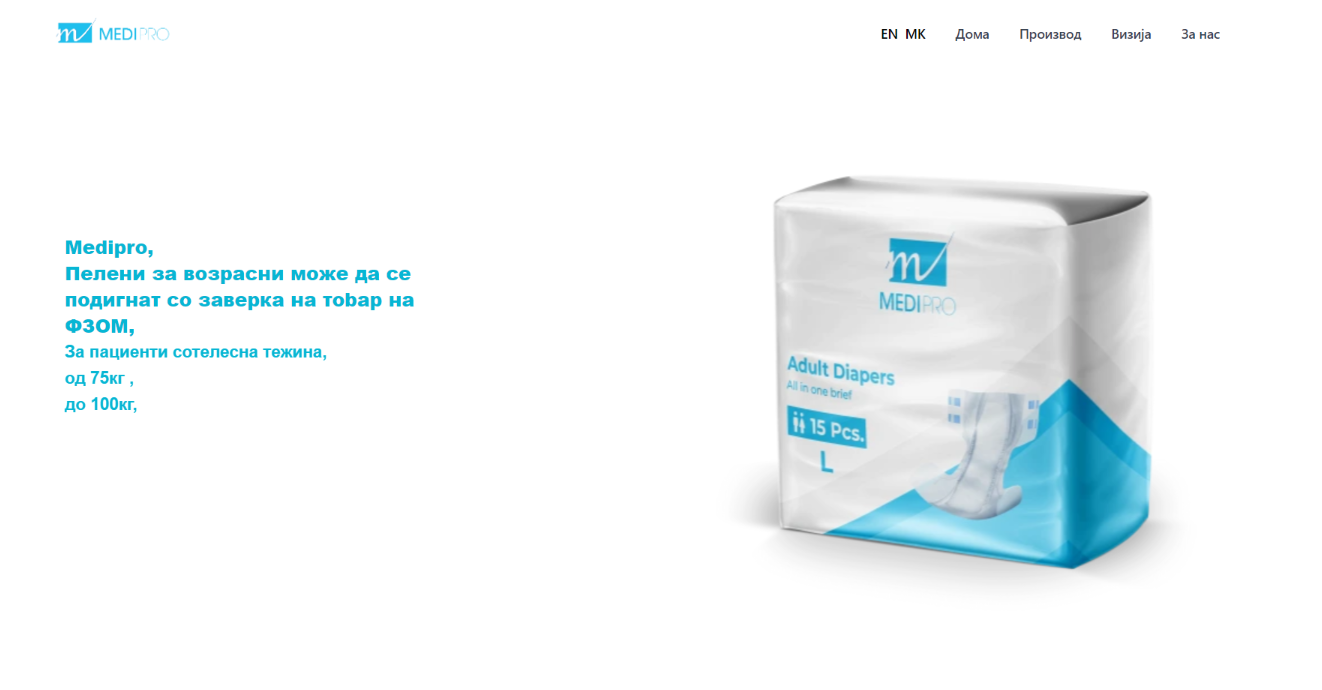 m MEDIPRO
EN MK Дома Производ Визија За нас
Medipro,
Пелени за возрасни може да се
подигнат со заверка на тоbар на
ФЗОМ,
За пациенти сотелесна тежина,
од 75кг ,
до 100кг,
m
MEDIPRO
Adult Diapers
All in one brief
15 Pcs.
L